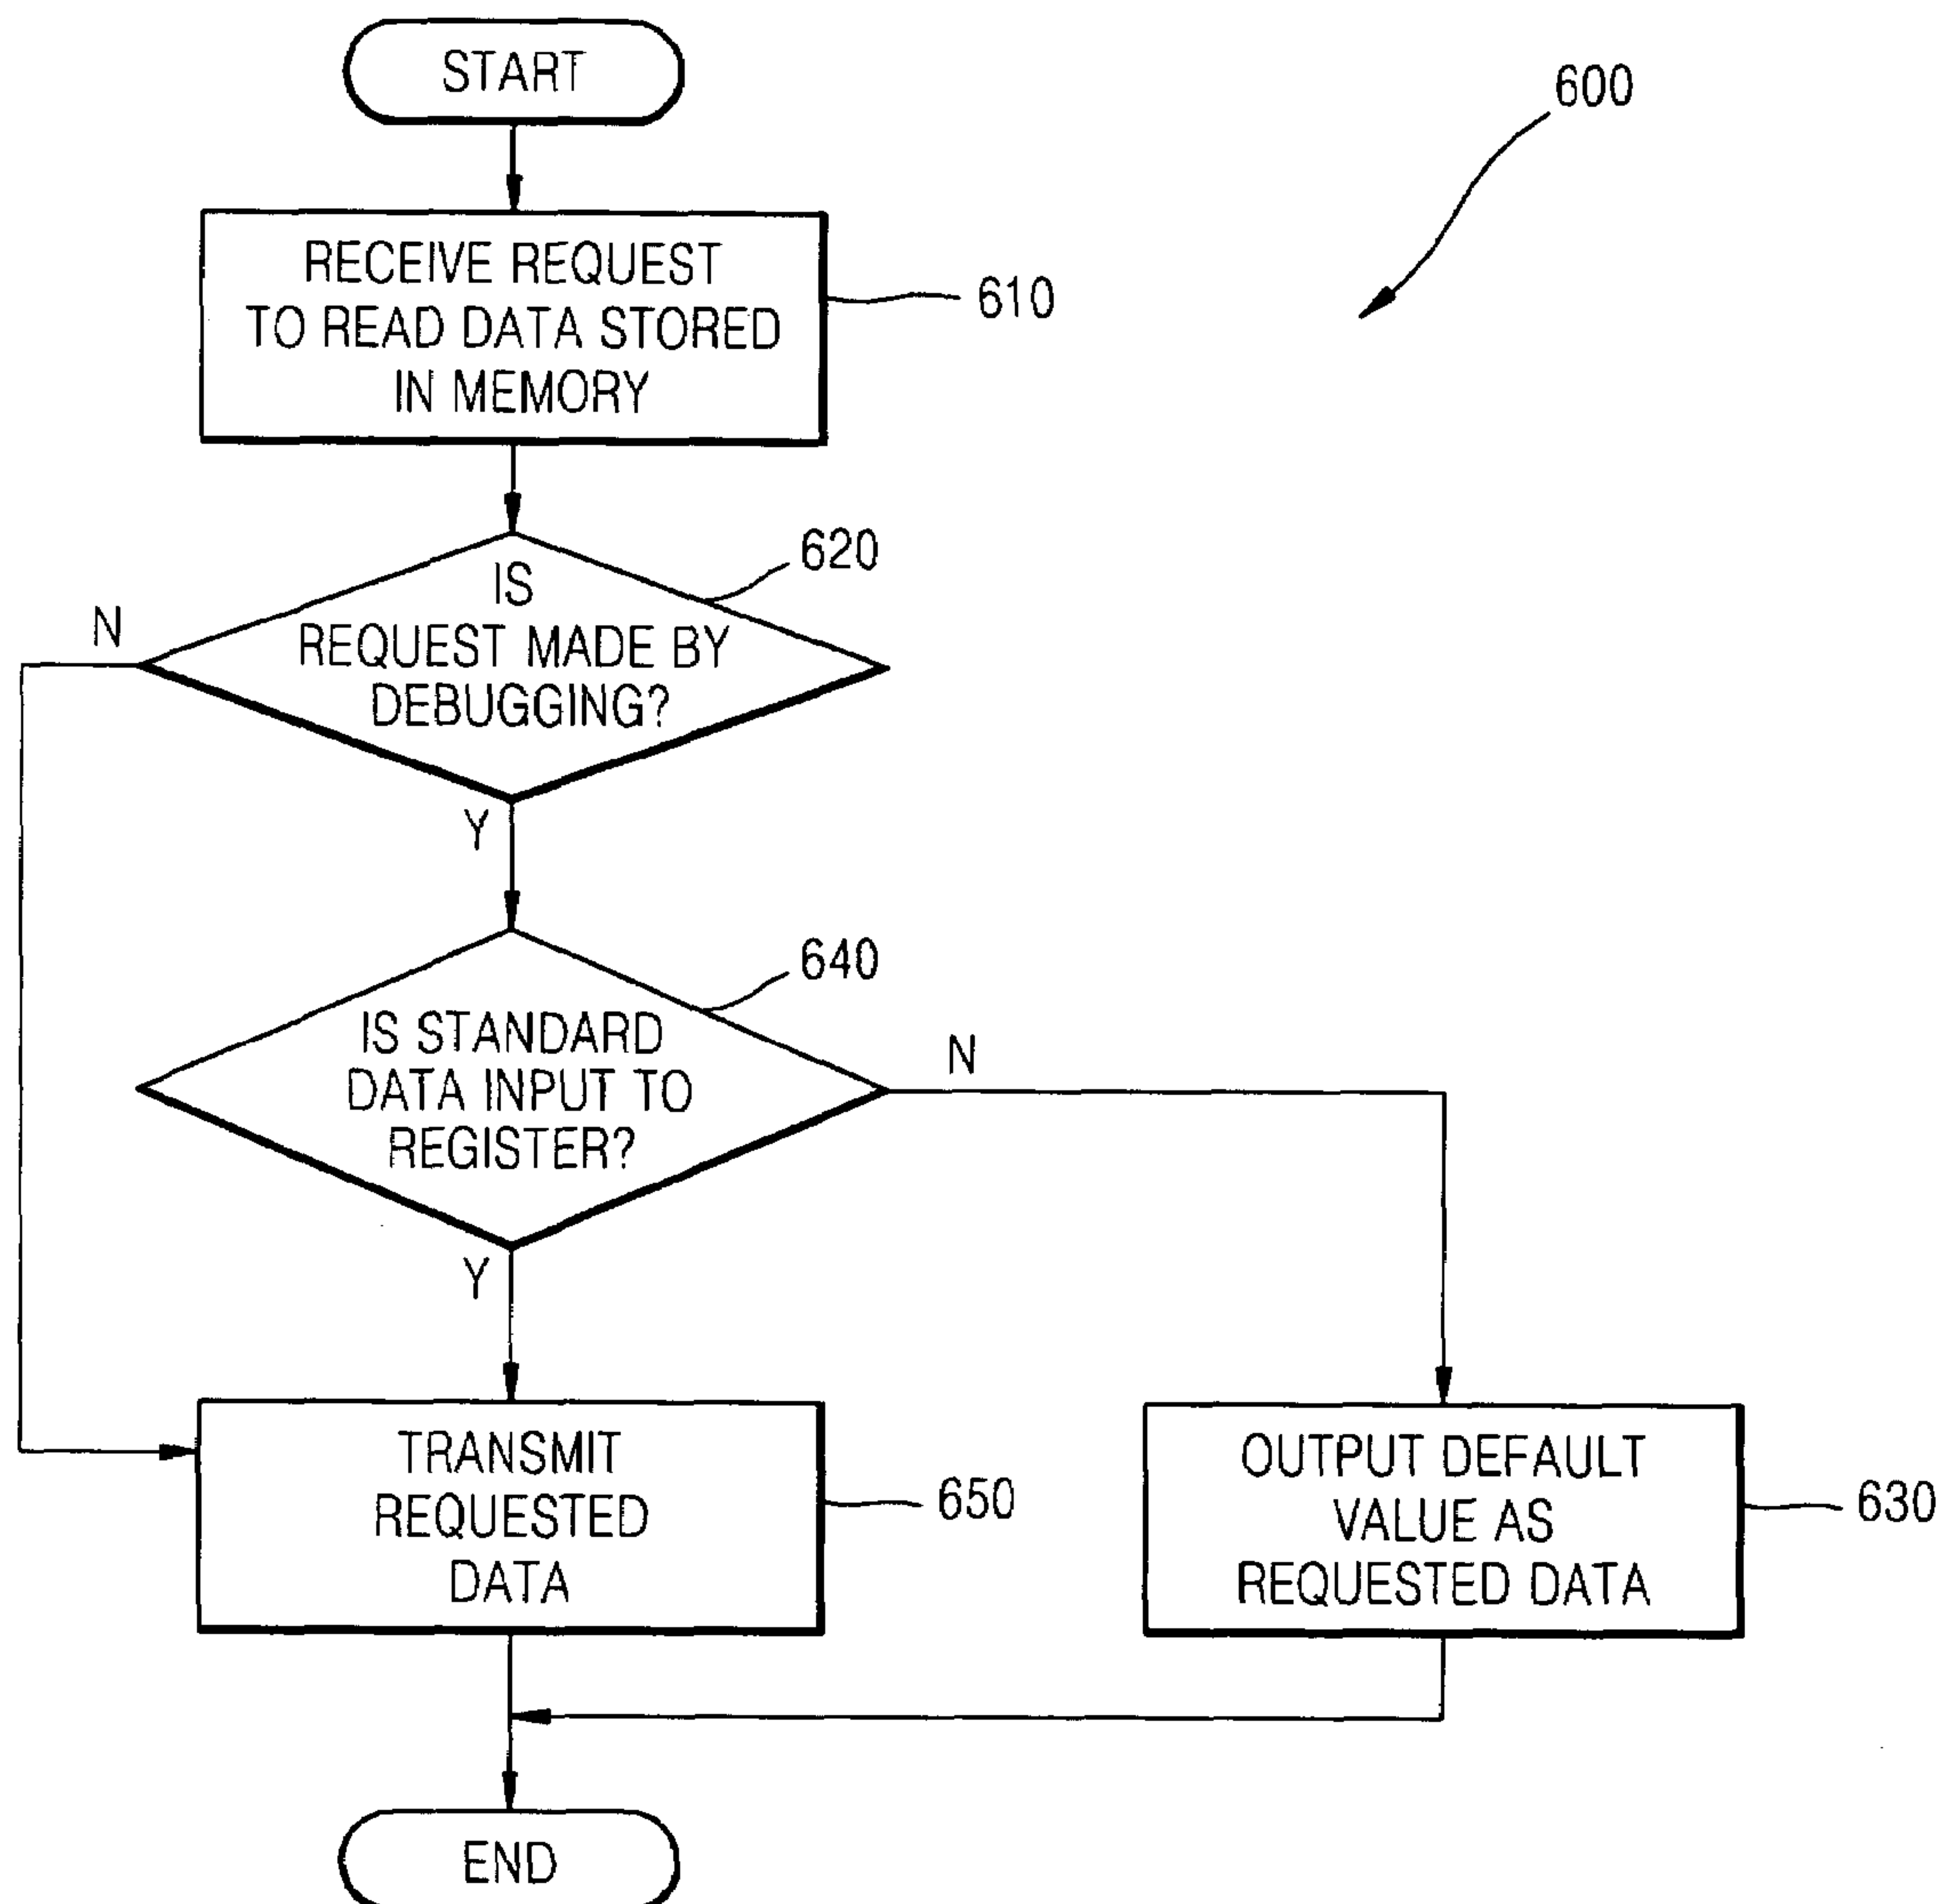 START
600
RECEIVE REQUEST
TO READ DATA STORED
IN MEMORY
610
620
IS
REQUEST MADE BY
DEBUGGING?
N
Y
640
IS STANDARD
DATA INPUT TO
REGISTER?
N
Y
TRANSMIT
REQUESTED
DATA
650
OUTPUT DEFAULT
VALUE AS
REQUESTED DATA
630
END